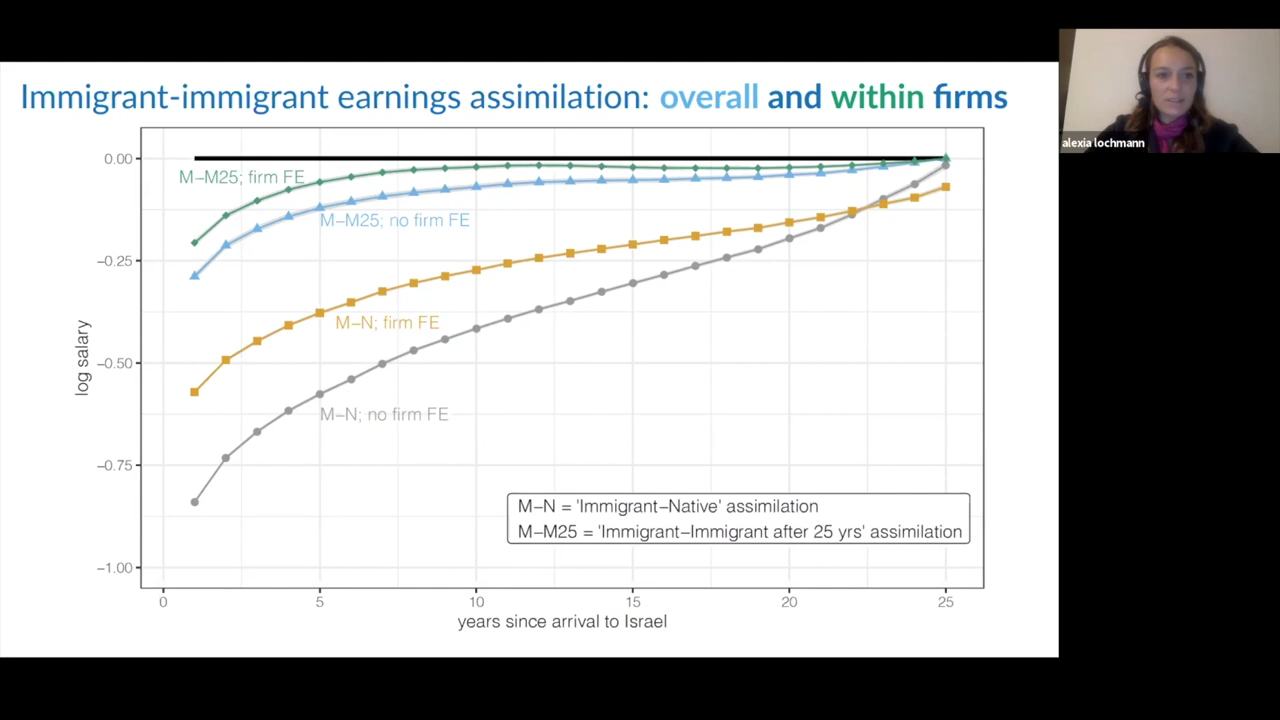 Immigrant-immigrant earnings assimilation: overall and within firms
alexia lochmann
0.00
M−M25; firm FE
M−M25; no firm FE
−0.25
M−N; firm FE
log salary
−0.50
M−N; no firm FE
−0.75
M−N = 'Immigrant−Native' assimilation
M−M25 = 'Immigrant−Immigrant after 25 yrs' assimilation
−1.00
0 5 10 15 20 25
years since arrival to Israel